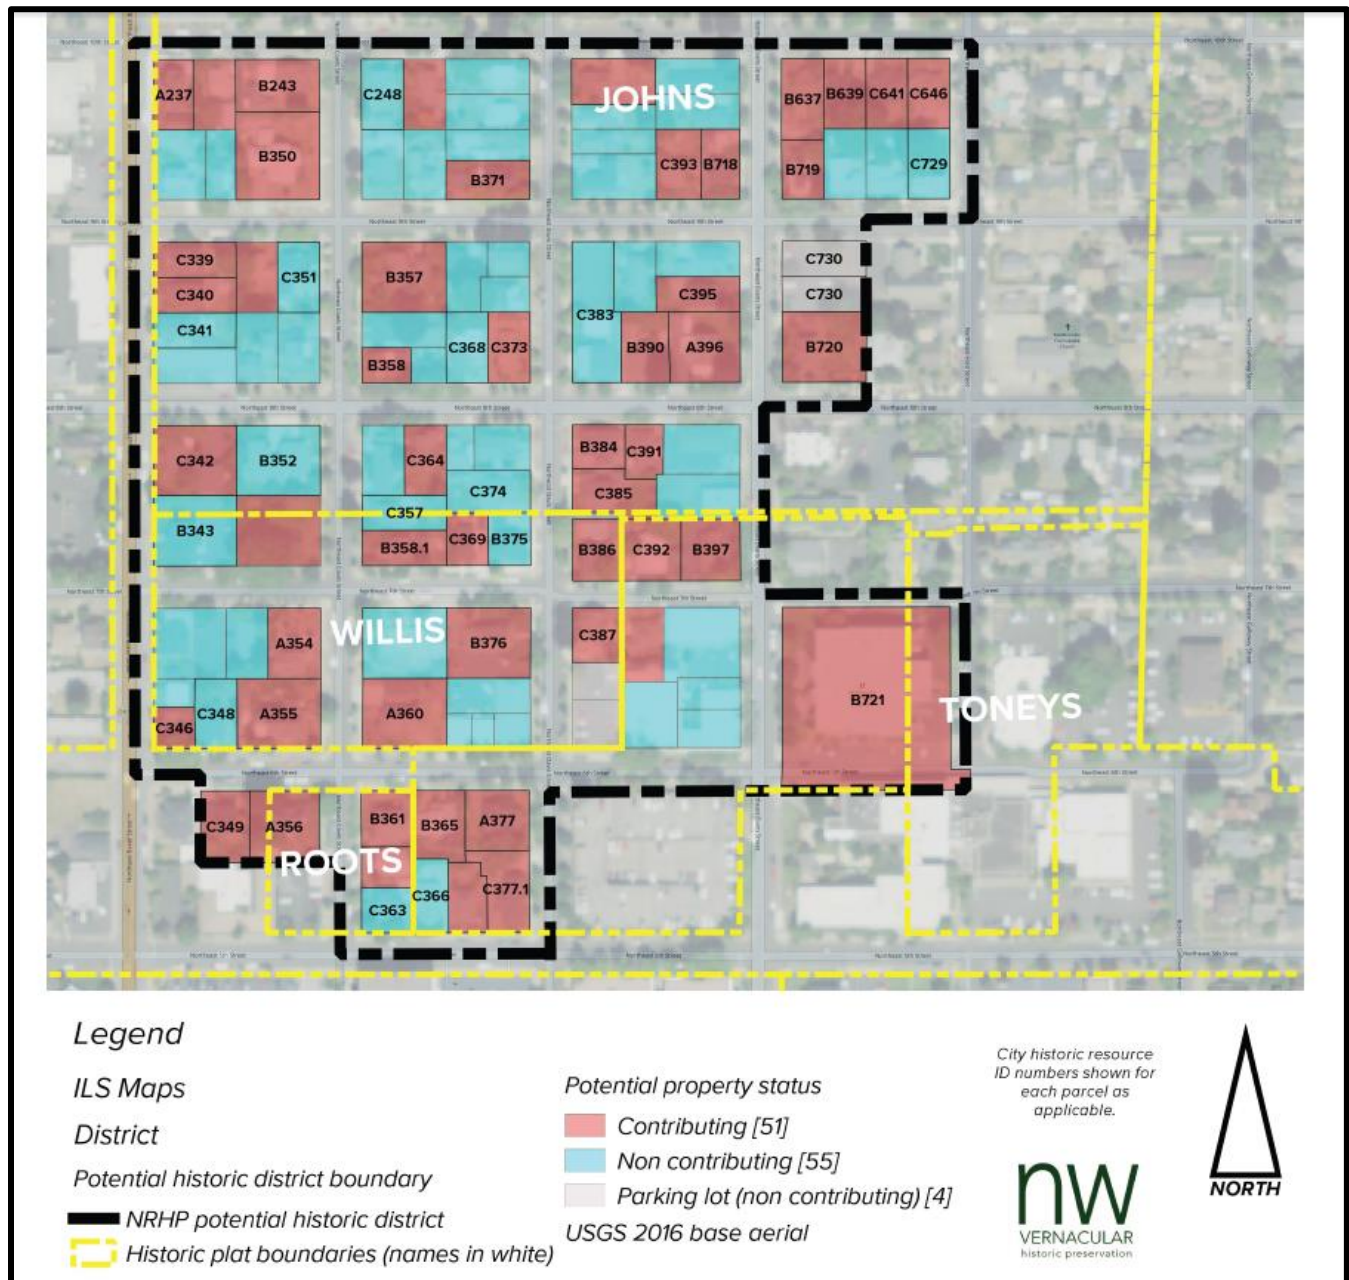 JOHNS
A237
B243
B350
C248
B371
C393
B718
B637
B639
C641
C646
B719
C729
C339
C340
C341
C351
B357
B358
C368
C373
C383
C395
B390
A396
C730
C730
B720
C342
B352
B343
C364
C374
C357
B358.1
C369
B375
B384
C391
C385
B386
C392
B397
WILLIS
A354
C346
C348
A355
B376
A360
C387
B721
TONEYS
C349
A356
ROOTS
B361
C363
B365
A377
C366
C377.1
Legend
ILS Maps
District
Potential historic district boundary
NRHP potential historic district
Historic plat boundaries (names in white)
Potential property status
Contributing [51]
Non contributing [55]
Parking lot (non contributing) [4]
USGS 2016 base aerial
City historic resource
ID numbers shown for
each parcel as
applicable.
nw
VERNACULAR
historic preservation
NORTH